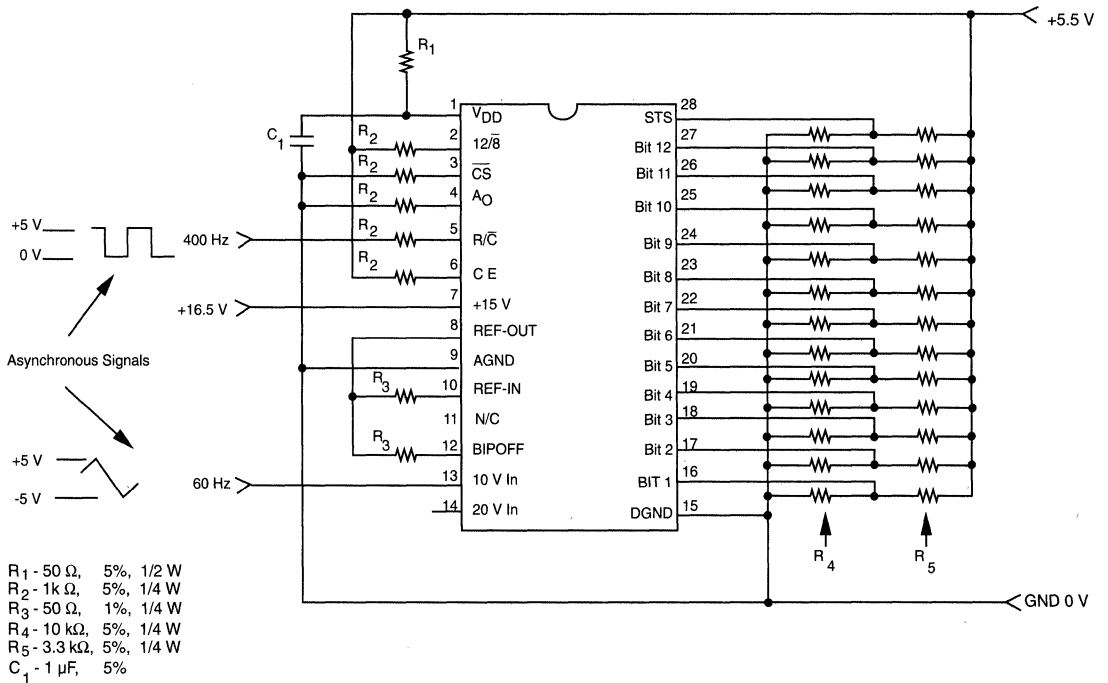 +5.5 V
R1
1 VDD
2 12/8̅
3 C̅S̅
4 AO
5 R/C̅
6 C E
7 +15 V
8 REF-OUT
9 AGND
10 REF-IN
11 N/C
12 BIPOFF
13 10 V In
14 20 V In
28 STS
27 Bit 12
26 Bit 11
25 Bit 10
24 Bit 9
23 Bit 8
22 Bit 7
21 Bit 6
20 Bit 5
19 Bit 4
18 Bit 3
17 Bit 2
16 BIT 1
15 DGND
C1
R2
R2
R2
R2
R2
R3
R3
+5 V
0 V
400 Hz
+16.5 V
Asynchronous Signals
+5 V
-5 V
60 Hz
R4
R5
GND 0 V
R1 - 50 Ω, 5%, 1/2 W
R2 - 1k Ω, 5%, 1/4 W
R3 - 50 Ω, 1%, 1/4 W
R4 - 10 kΩ, 5%, 1/4 W
R5 - 3.3 kΩ, 5%, 1/4 W
C1 - 1 µF, 5%